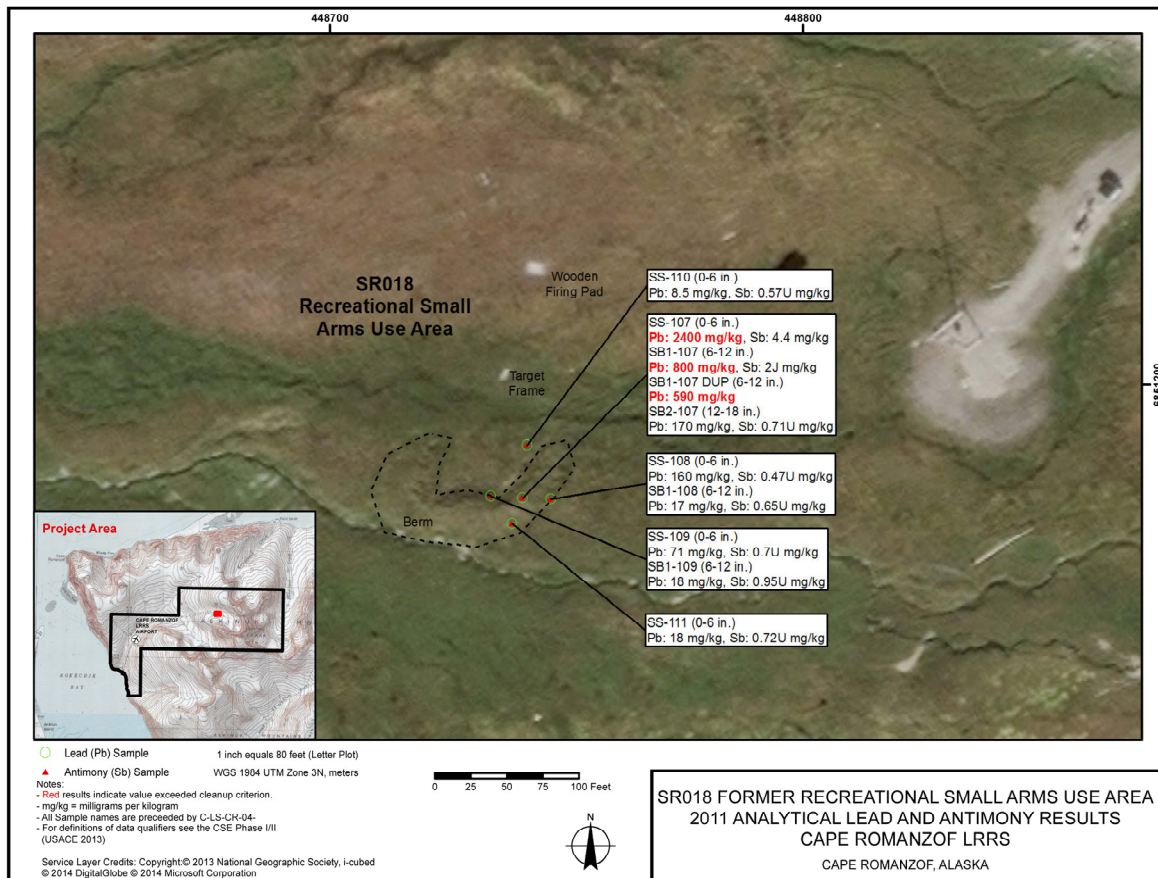 448700
448800
6851200
SR018
Recreational Small
Arms Use Area
Wooden
Firing Pad
Target
Frame
Berm
SS-110 (0-6 in.)
Pb: 8.5 mg/kg, Sb: 0.57U mg/kg
SS-107 (0-6 in.)
Pb: 2400 mg/kg, Sb: 4.4 mg/kg
SB1-107 (6-12 in.)
Pb: 800 mg/kg, Sb: 2J mg/kg
SB1-107 DUP (6-12 in.)
Pb: 590 mg/kg
SB2-107 (12-18 in.)
Pb: 170 mg/kg, Sb: 0.71U mg/kg
SS-108 (0-6 in.)
Pb: 160 mg/kg, Sb: 0.47U mg/kg
SB1-108 (6-12 in.)
Pb: 17 mg/kg, Sb: 0.65U mg/kg
SS-109 (0-6 in.)
Pb: 71 mg/kg, Sb: 0.7U mg/kg
SB1-109 (6-12 in.)
Pb: 18 mg/kg, Sb: 0.95U mg/kg
SS-111 (0-6 in.)
Pb: 18 mg/kg, Sb: 0.72U mg/kg
Project Area
CAPE ROMANZOF
LRRS
AIRPORT
KOKECHIK
BAY
MOUNTAINS
Lead (Pb) Sample
Antimony (Sb) Sample
1 inch equals 80 feet (Letter Plot)
WGS 1984 UTM Zone 3N, meters
Notes:
- Red results indicate value exceeded cleanup criterion.
- mg/kg = milligrams per kilogram
- All Sample names are preceeded by C-LS-CR-04-
- For definitions of data qualifiers see the CSE Phase I/II
(USACE 2013)
Service Layer Credits: Copyright:© 2013 National Geographic Society, i-cubed
© 2014 DigitalGlobe © 2014 Microsoft Corporation
0 25 50 75 100 Feet
N
SR018 FORMER RECREATIONAL SMALL ARMS USE AREA
2011 ANALYTICAL LEAD AND ANTIMONY RESULTS
CAPE ROMANZOF LRRS
CAPE ROMANZOF, ALASKA